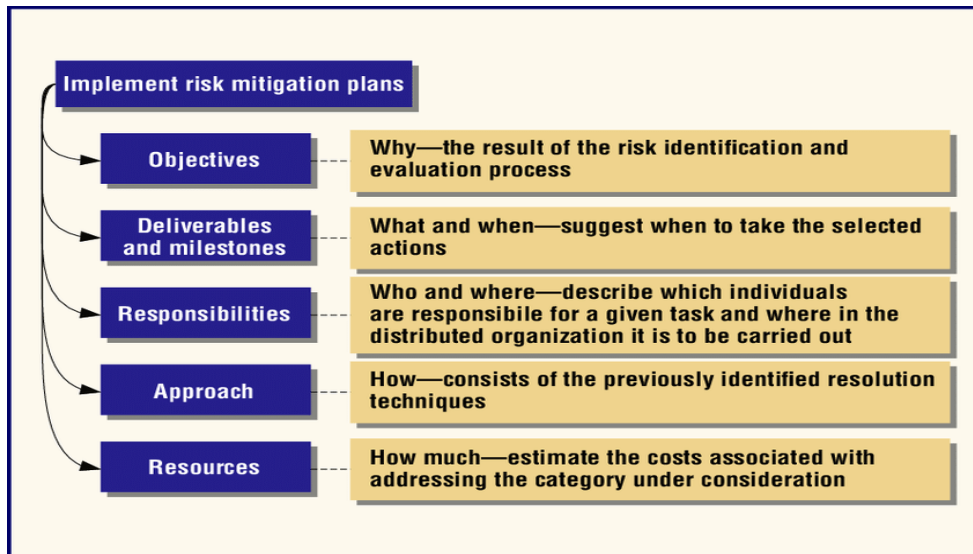 Implement risk mitigation plans
Objectives
Why—the result of the risk identification and
evaluation process
Deliverables
and milestones
What and when—suggest when to take the selected
actions
Responsibilities
Who and where—describe which individuals
are responsibile for a given task and where in the
distributed organization it is to be carried out
Approach
How—consists of the previously identified resolution
techniques
Resources
How much—estimate the costs associated with
addressing the category under consideration